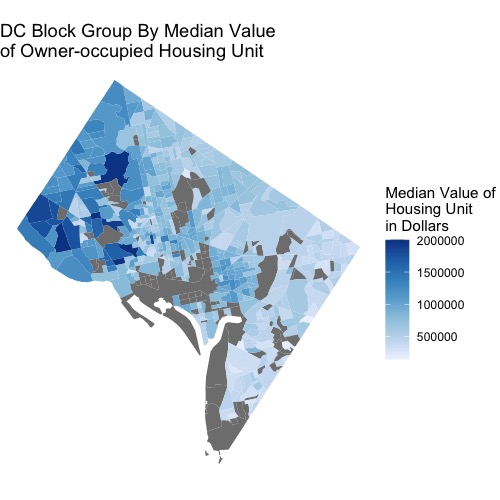 DC Block Group By Median Value
of Owner-occupied Housing Unit
Median Value of
Housing Unit
in Dollars
2000000
1500000
1000000
500000